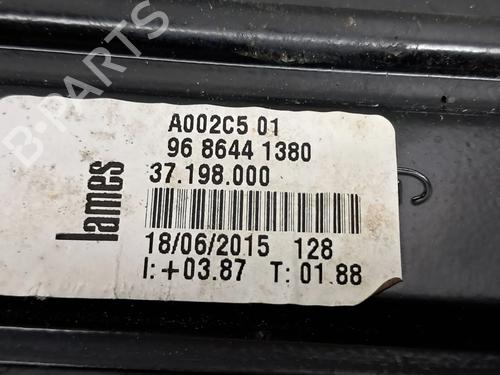 B-PARTS
A002C5 01
96 8644 1380
37.198.000
lames
18/06/2015 128
I:+03.87 T: 01.88